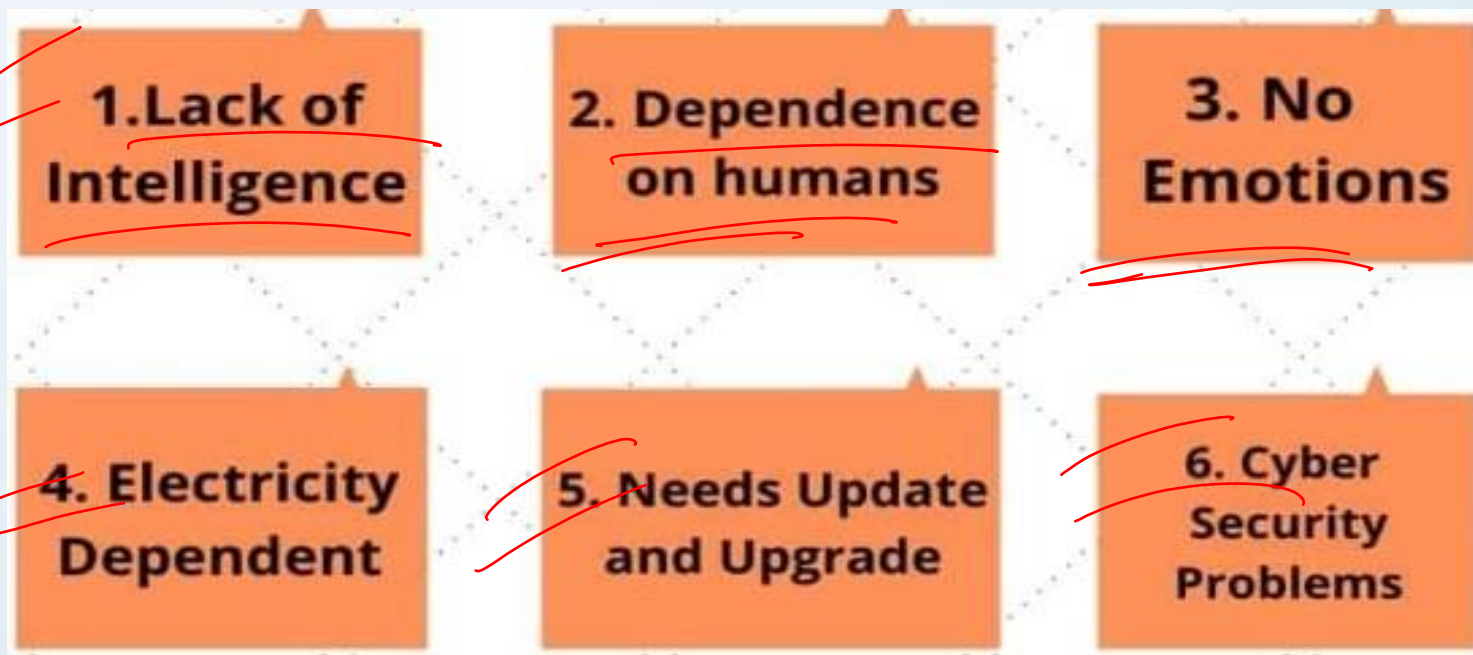 1.Lack of
Intelligence
2. Dependence
on humans
3. No
Emotions
4. Electricity
Dependent
5. Needs Update
and Upgrade
6. Cyber
Security
Problems